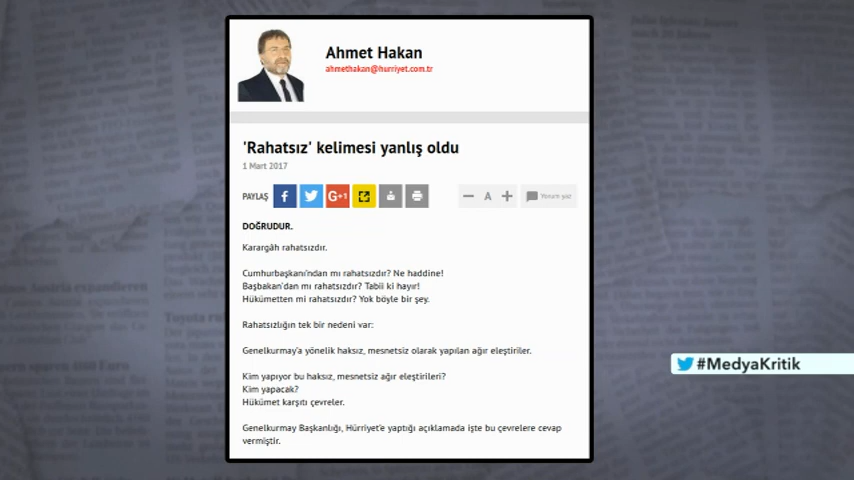 Ahmet Hakan
ahmethakan@hurriyet.com.tr
'Rahatsız' kelimesi yanlış oldu
1 Mart 2017
PAYLAŞ
G+1
A
Yorum yaz
DOĞRUDUR.
Karargâh rahatsızdır.
Cumhurbaşkanı'ndan mı rahatsızdır? Ne haddine!
Başbakan'dan mı rahatsızdır? Tabii ki hayır!
Hükümetten mi rahatsızdır? Yok böyle bir şey.
Rahatsızlığın tek bir nedeni var:
Genelkurmay'a yönelik haksız, mesnetsiz olarak yapılan ağır eleştiriler.
Kim yapıyor bu haksız, mesnetsiz ağır eleştirileri?
Kim yapacak?
Hükümet karşıtı çevreler.
Genelkurmay Başkanlığı, Hürriyet'e yaptığı açıklamada işte bu çevrelere cevap
vermiştir.
#MedyaKritik